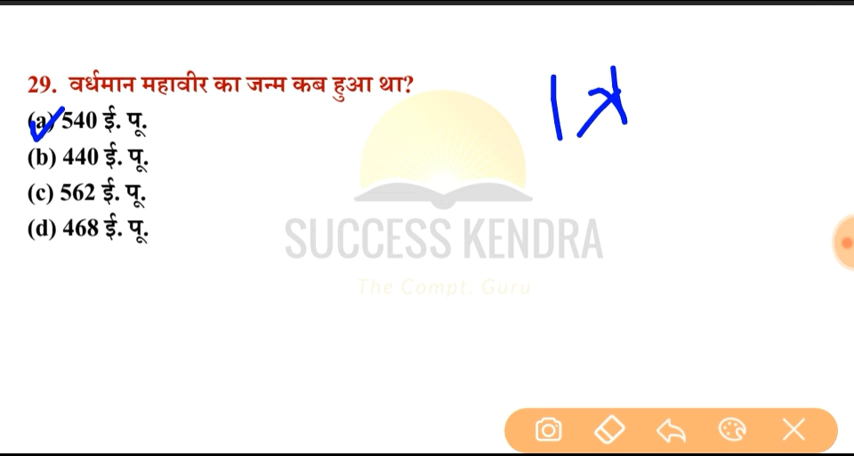 29. वर्धमान महावीर का जन्म कब हुआ था?
(a) 540 ई. पू.
(b) 440 ई. पू.
(c) 562 ई. पू.
(d) 468 ई. पू.
SUCCESS KENDRA
The Compt. Guru